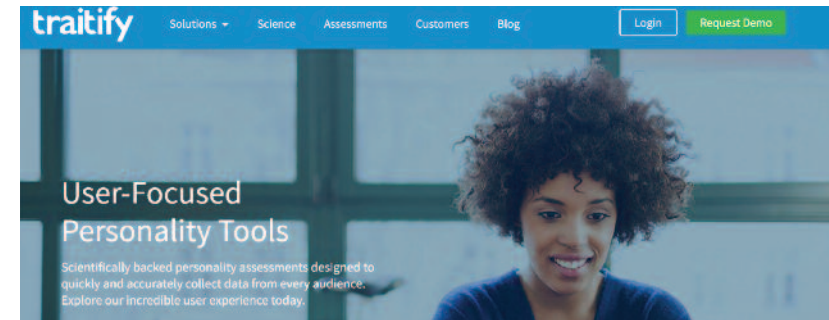 traitify Solutions Science Assessments Customers Blog Login Request Demo
User-Focused
Personality Tools
Scientifically backed personality assessments designed to
quickly and accurately collect data from every audience.
Explore our incredible user experience today.